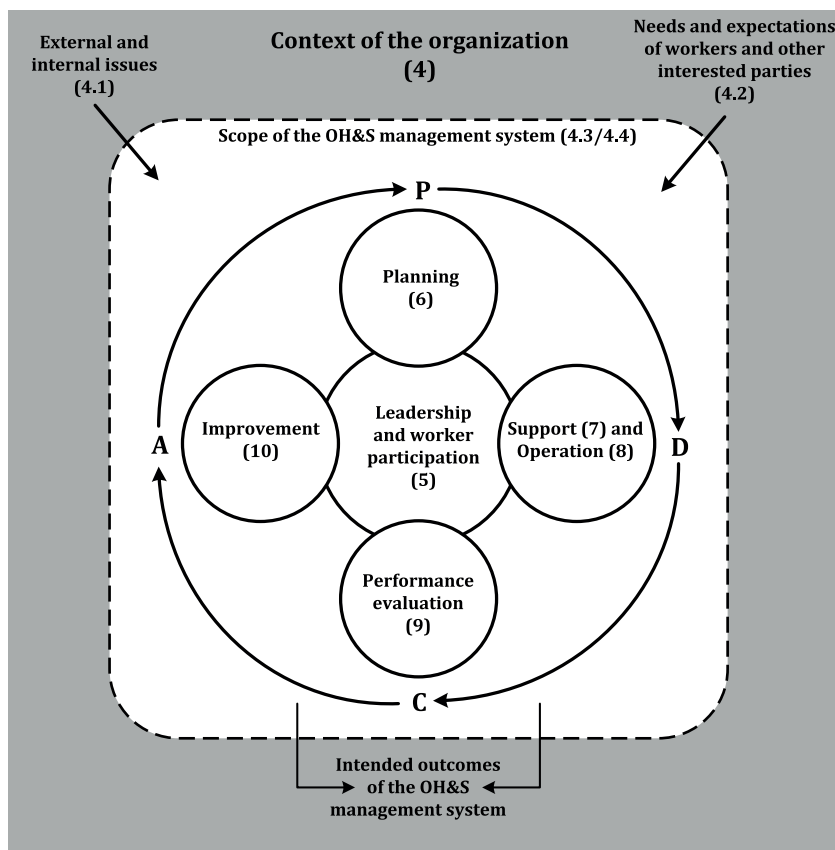 External and
internal issues
(4.1)
Context of the organization
(4)
Needs and expectations
of workers and other
interested parties
(4.2)
Scope of the OH&S management system (4.3/4.4)
P
Planning
(6)
A
Improvement
(10)
Leadership
and worker
participation
(5)
Support (7) and
Operation (8)
D
Performance
evaluation
(9)
C
Intended outcomes
of the OH&S
management system